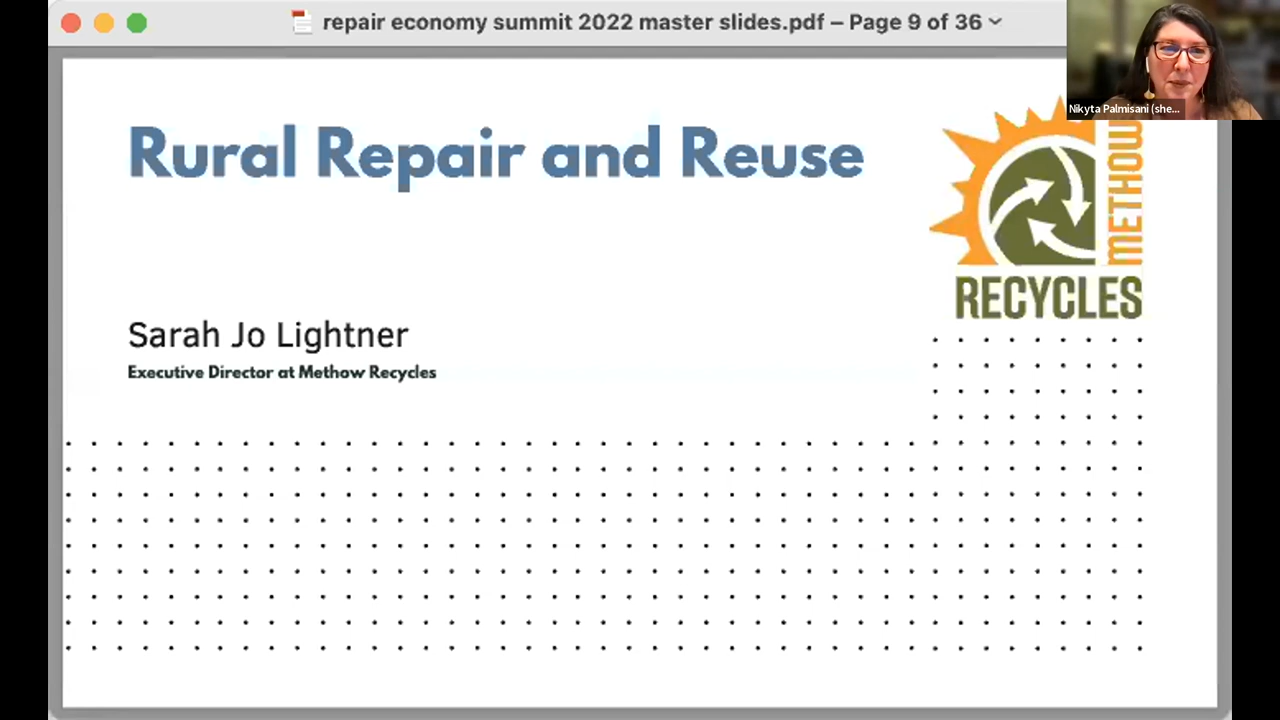 repair economy summit 2022 master slides.pdf – Page 9 of 36
Nikyta Palmisani (she...
Rural Repair and Reuse
METHOW
RECYCLES
Sarah Jo Lightner
Executive Director at Methow Recycles